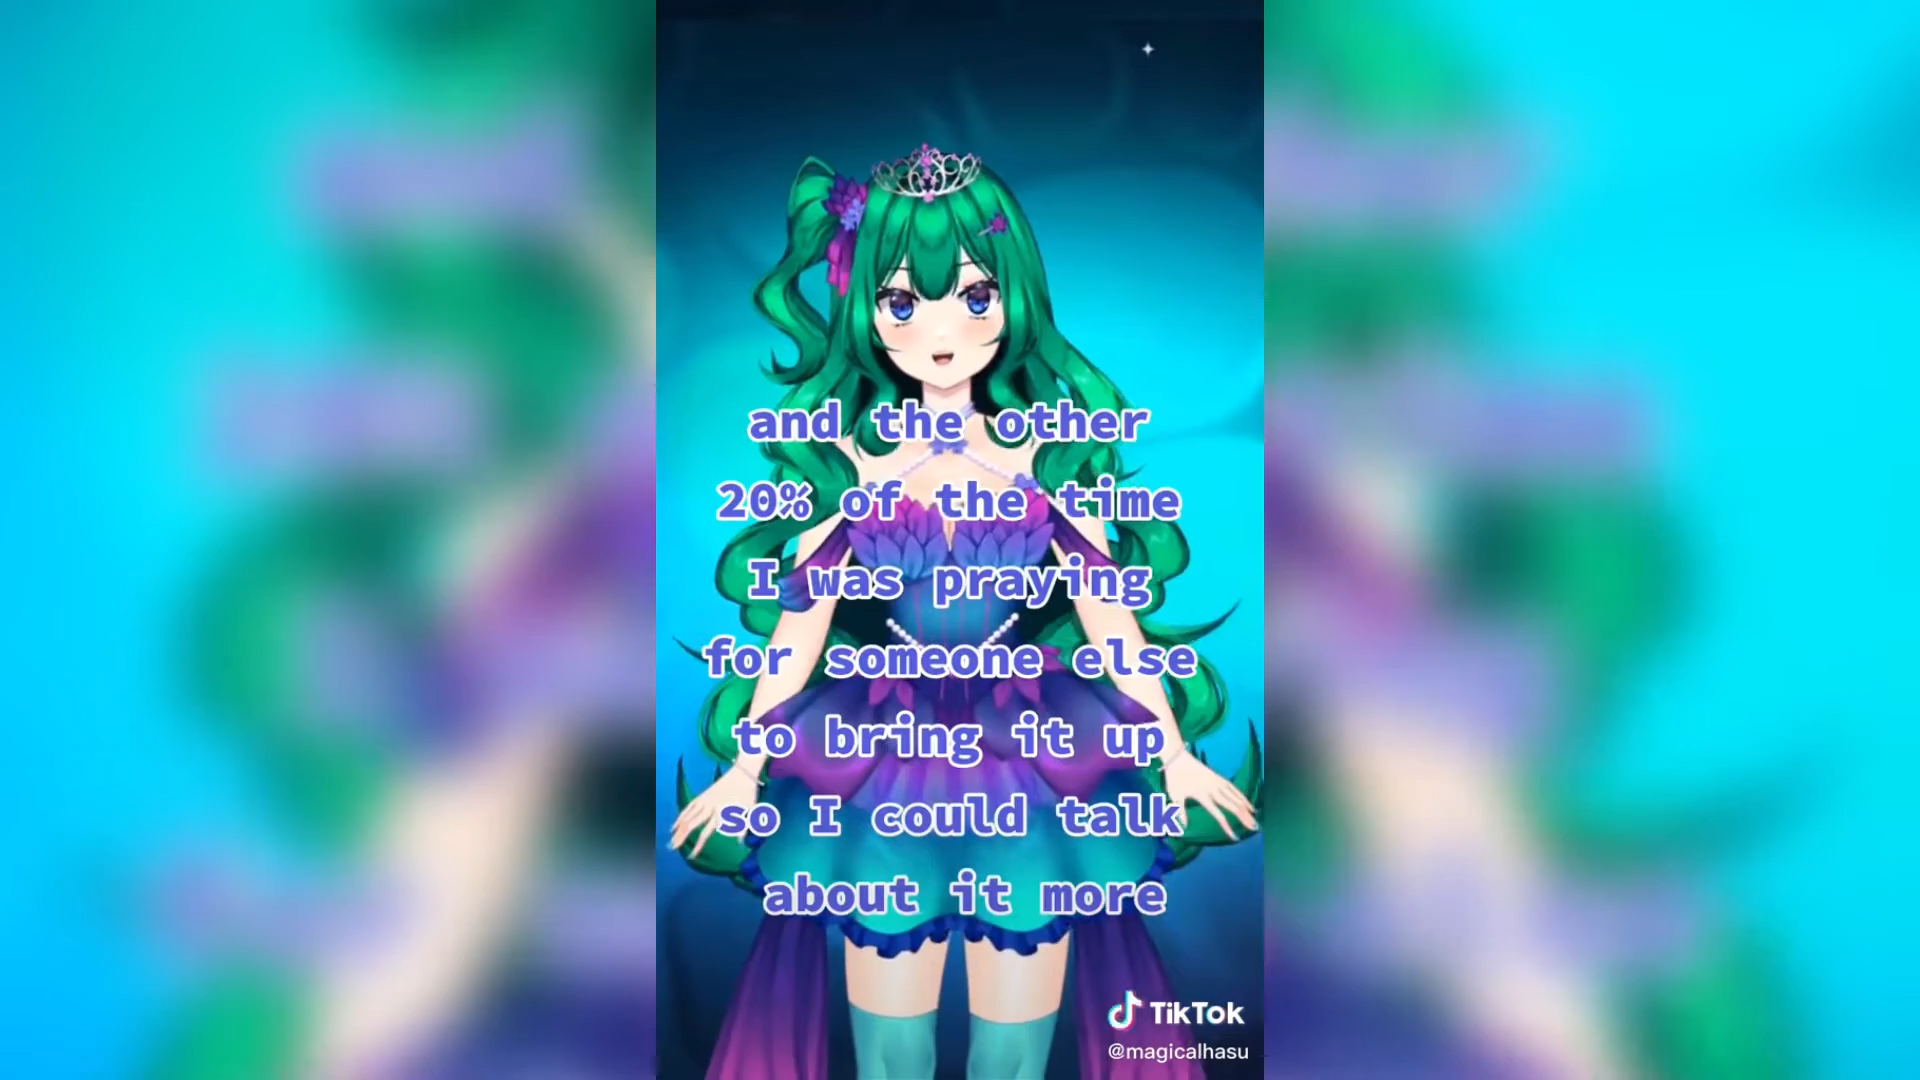 and the other
20% of the time
I was praying
for someone else
to bring it up
so I could talk
about it more
TikTok
@magicalhasu